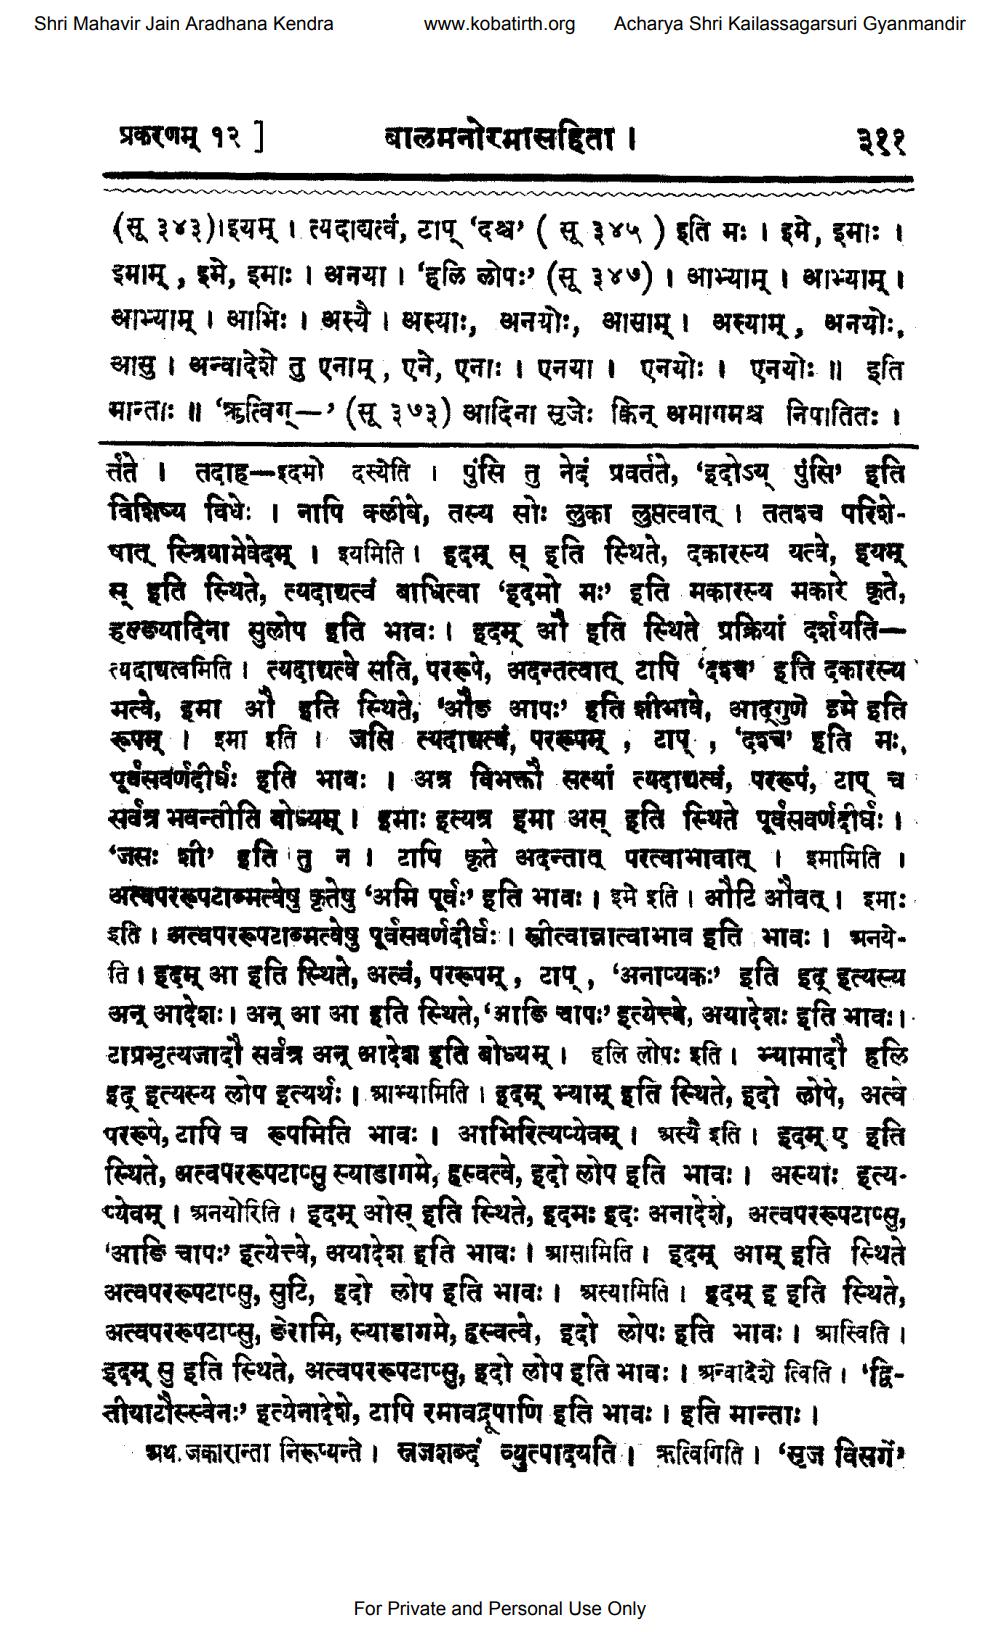 Shri Mahavir Jain Aradhana Kendra www.kobatirth.org Acharya Shri Kailassagarsuri Gyanmandir
प्रकरणम् १२ ] बालमनोरमासहिता । ३११
(सू ३४३)।इयम् । त्यदाद्यत्वं, टाप् ‘दश्च’ ( सू ३४५ ) इति मः । इमे, इमाः ।
इमाम् , इमे, इमाः । अनया । ‘हलि लोपः’ (सू ३४७) । आभ्याम् । आभ्याम् ।
आभ्याम् । आभिः । अस्यै । अस्याः, अनयोः, आसाम् । अस्याम् , अनयोः,
आसु । अन्वादेशे तु एनाम् , एने, एनाः । एनया । एनयोः । एनयोः ॥ इति
मान्ताः ॥ ‘ऋत्विग्—’ (सू ३७३) आदिना सृजेः क्विन् अमागमश्च निपातितः ।
र्तते । तदाह—इदमो दस्येति । पुंसि तु नेदं प्रवर्तते, ‘इदोऽय् पुंसि’ इति
विशिष्य विधेः । नापि क्लीबे, तस्य सोः लुका लुप्तत्वात् । ततश्च परिशे-
षात् स्त्रियामेवेदम् । इयमिति । इदम् स् इति स्थिते, दकारस्य यत्वे, इयम्
स् इति स्थिते, त्यदाद्यत्वं बाधित्वा ‘इदमो मः’ इति मकारस्य मकारे कृते,
हल्ङ्यादिना सुलोप इति भावः । इदम् औ इति स्थिते प्रक्रियां दर्शयति—
त्यदाद्यत्वमिति । त्यदाद्यत्वे सति, पररूपे, अदन्तत्वात् टापि ‘दश्च’ इति दकारस्य
मत्वे, इमा औ इति स्थिते, ‘औङ आपः’ इति शीभावे, आद्गुणे इमे इति
रूपम् । इमा इति । जसि त्यदाद्यत्वं, पररूपम् , टाप् , ‘दश्च’ इति मः,
पूर्वसवर्णदीर्घः इति भावः । अत्र विभक्तौ सत्यां त्यदाद्यत्वं, पररूपं, टाप् च
सर्वत्र भवन्तीति बोध्यम् । इमाः इत्यत्र इमा अस् इति स्थिते पूर्वसवर्णदीर्घः ।
‘जसः शी’ इति तु न । टापि कृते अदन्तात् परत्वाभावात् । इमामिति ।
अत्वपररूपटाब्मत्वेषु कृतेषु ‘अमि पूर्वः’ इति भावः । इमे इति । औटि औवत् । इमाः
इति । अत्वपररूपटाब्मत्वेषु पूर्वसवर्णदीर्घः । स्त्रीत्वान्नात्वाभाव इति भावः । अनये-
ति । इदम् आ इति स्थिते, अत्वं, पररूपम् , टाप् , ‘अनाप्यकः’ इति इद् इत्यस्य
अन् आदेशः । अन् आ आ इति स्थिते,‘आङि चापः’ इत्येत्त्वे, अयादेशः इति भावः।
टाप्रभृत्यजादौ सर्वत्र अन् आदेश इति बोध्यम् । हलि लोपः इति । भ्यामादौ हलि
इद् इत्यस्य लोप इत्यर्थः । आभ्यामिति । इदम् भ्याम् इति स्थिते, इदो लोपे, अत्वे
पररूपे, टापि च रूपमिति भावः । आभिरित्यप्येवम् । अस्यै इति । इदम् ए इति
स्थिते, अत्वपररूपटाप्सु स्याडागमे, ह्रस्वत्वे, इदो लोप इति भावः । अस्याः इत्य-
प्येवम् । अनयोरिति । इदम् ओस् इति स्थिते, इदमः इदः अनादेशे, अत्वपररूपटाप्सु,
‘आङि चापः’ इत्येत्त्वे, अयादेश इति भावः । आसामिति । इदम् आम् इति स्थिते
अत्वपररूपटाप्सु, सुटि, इदो लोप इति भावः । अस्यामिति । इदम् इ इति स्थिते,
अत्वपररूपटाप्सु, ङेरामि, स्याडागमे, ह्रस्वत्वे, इदो लोपः इति भावः । आस्विति ।
इदम् सु इति स्थिते, अत्वपररूपटाप्सु, इदो लोप इति भावः । अन्वादेशे त्विति । ‘द्वि-
तीयाटौस्स्वेनः’ इत्येनादेशे, टापि रमावद्रूपाणि इति भावः । इति मान्ताः ।
अथ जकारान्ता निरूप्यन्ते । स्रजशब्दं व्युत्पादयति । ऋत्विगिति । ‘सृज विसर्गे’
For Private and Personal Use Only